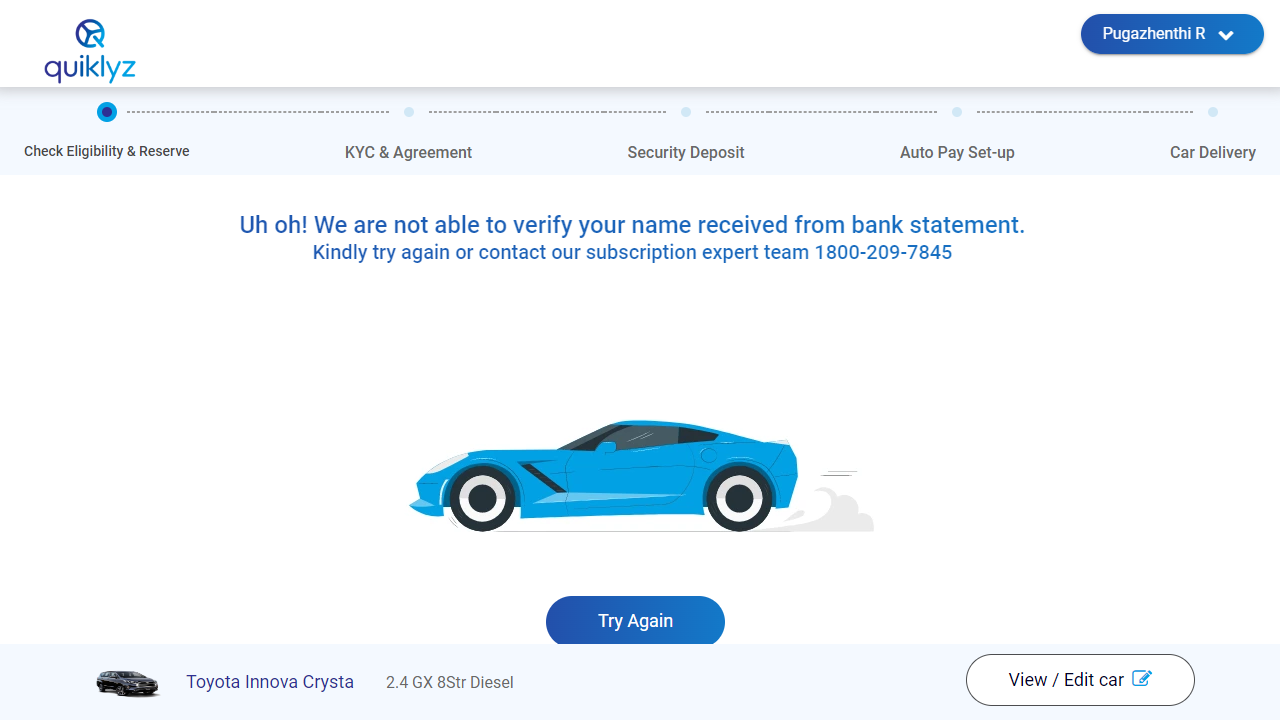 quiklyz
Pugazhenthi R
Check Eligibility & Reserve
KYC & Agreement
Security Deposit
Auto Pay Set-up
Car Delivery
Uh oh! We are not able to verify your name received from bank statement.
Kindly try again or contact our subscription expert team 1800-209-7845
Try Again
Toyota Innova Crysta
2.4 GX 8Str Diesel
View / Edit car